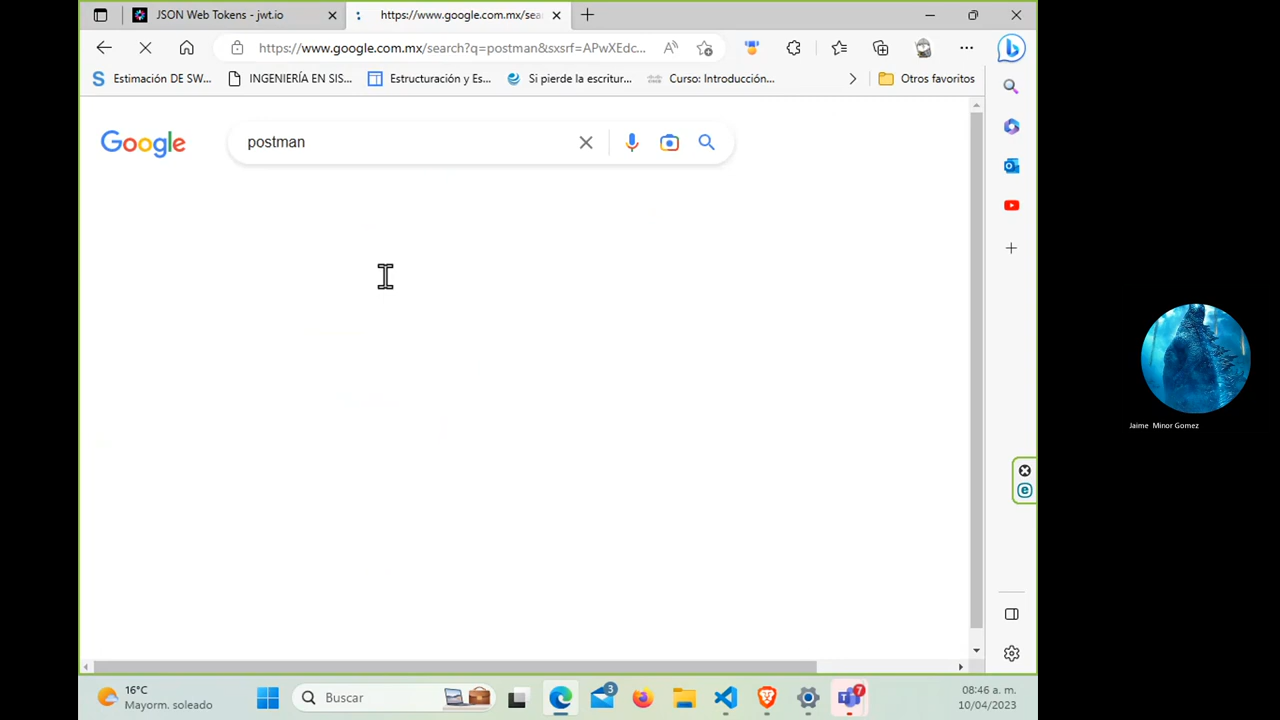 JSON Web Tokens - jwt.io
https://www.google.com.mx/sea
https://www.google.com.mx/search?q=postman&sxsrf=APwXEdc...
Estimación DE SW...
INGENIERÍA EN SIS...
Estructuración y Es...
Si pierde la escritur...
Curso: Introducción...
Otros favoritos
Google
postman
Jaime Minor Gomez
16°C
Mayorm. soleado
Buscar
3
7
08:46 a. m.
10/04/2023